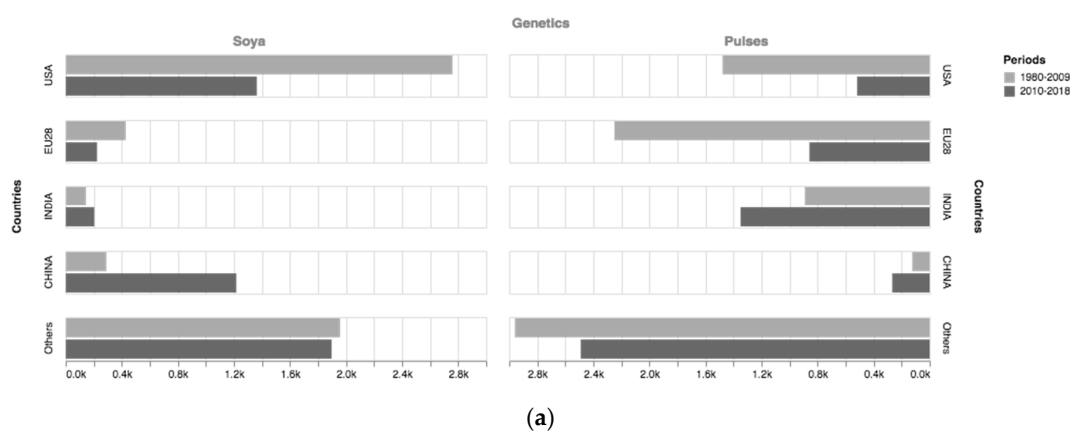 Genetics
Soya
Pulses
Periods
1980-2009
2010-2018
Countries
USA
EU28
INDIA
CHINA
Others
USA
EU28
INDIA
CHINA
Others
Countries
0.0k 0.4k 1.2k 1.6k 2.0k 2.4k 2.8k
2.8k 2.4k 2.0k 1.6k 1.2k 0.8k 0.4k 0.0k
(a)